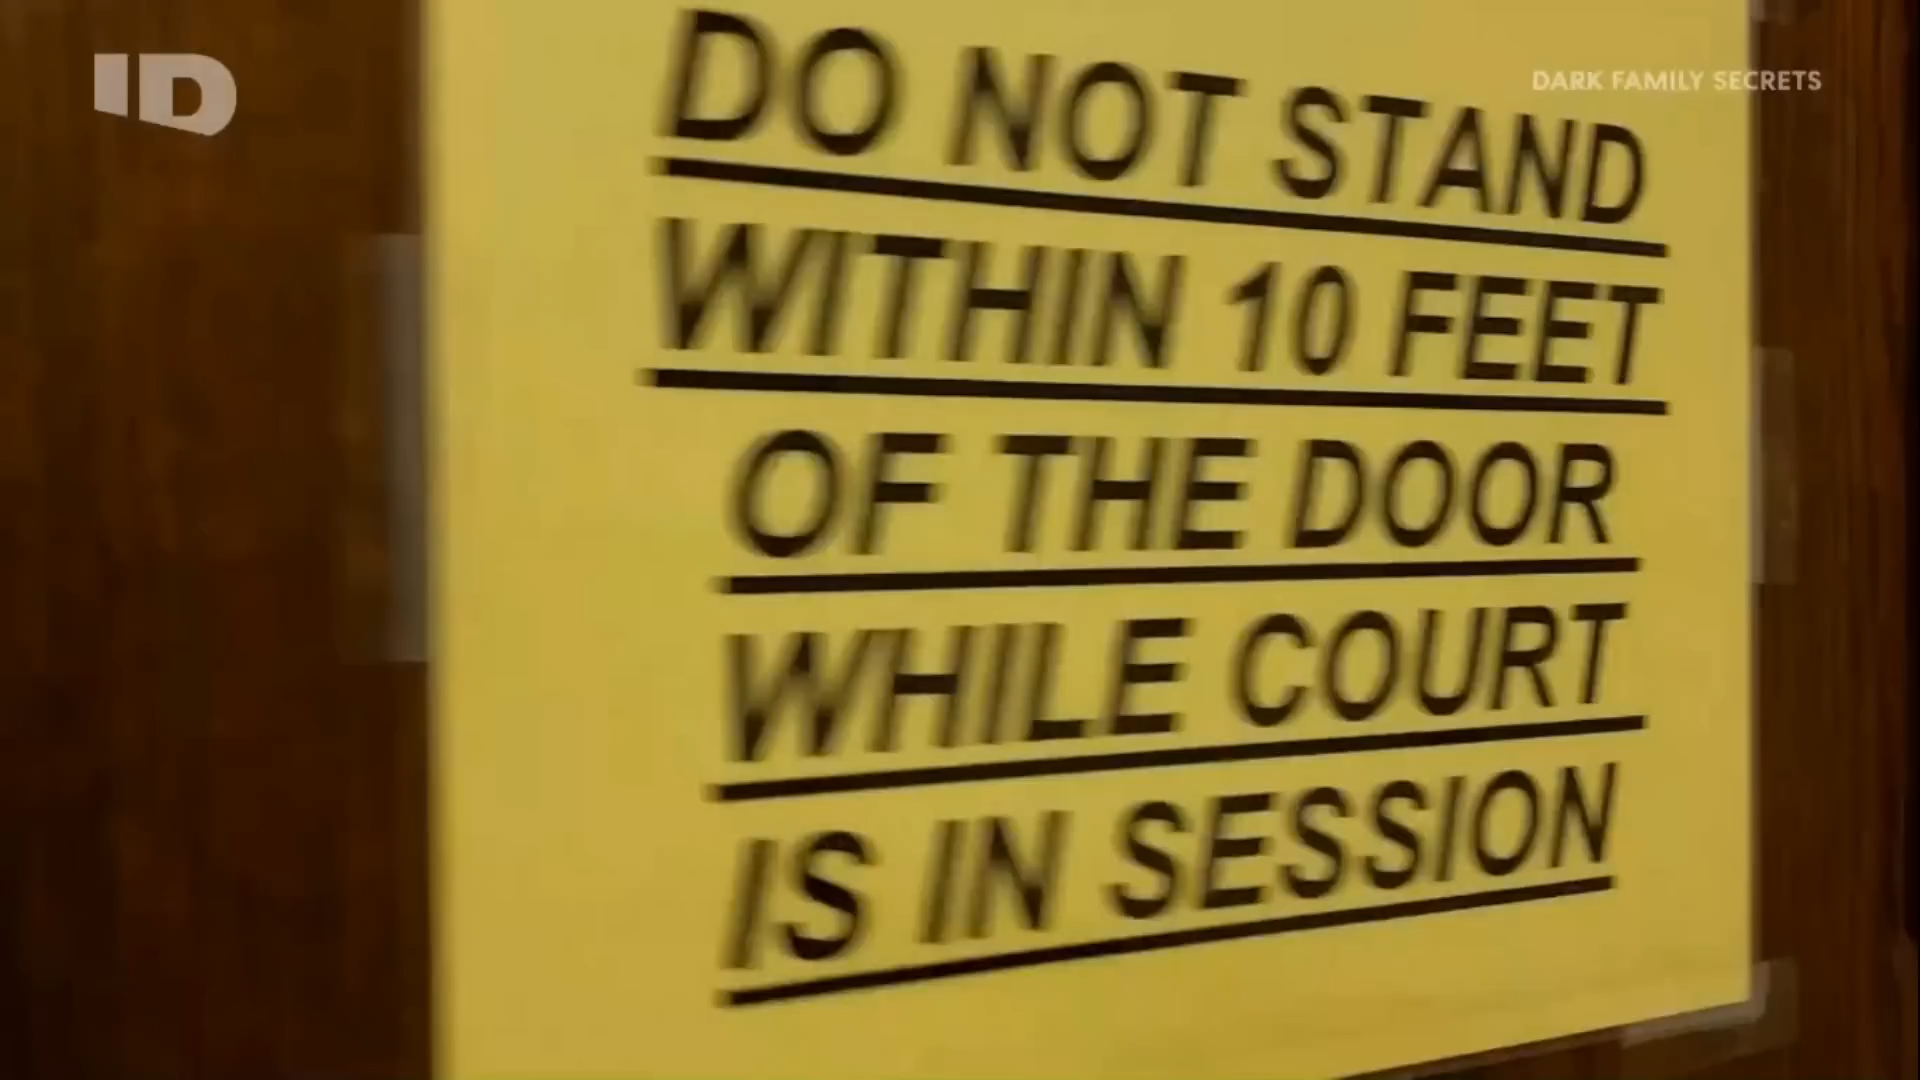 ID
DARK FAMILY SECRETS
DO NOT STAND
WITHIN 10 FEET
OF THE DOOR
WHILE COURT
IS IN SESSION